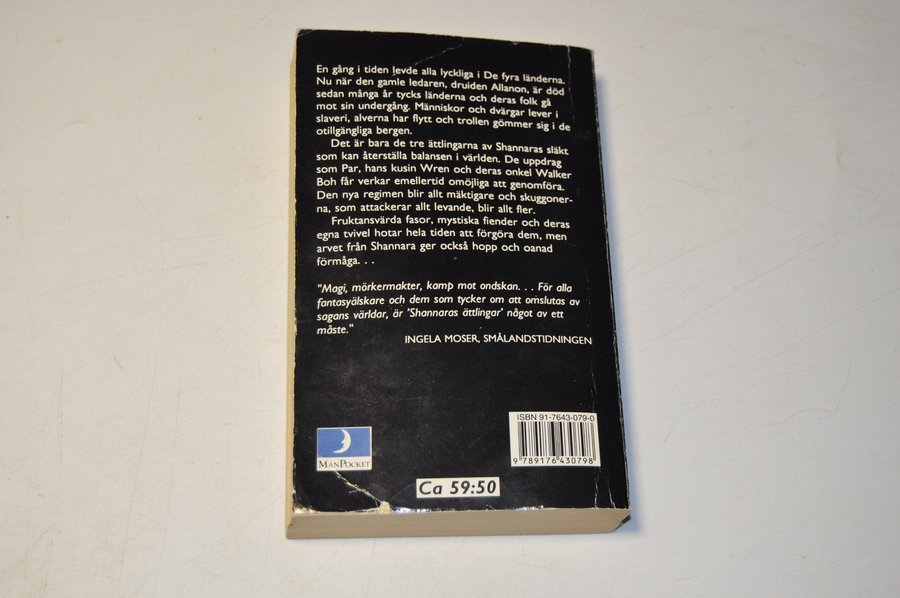 En gång i tiden levde alla lyckliga i De fyra länderna.
Nu när den gamle ledaren, druiden Allanon, är död
sedan många år tycks länderna och deras folk gå
mot sin undergång. Människor och dvärgar lever i
slaveri, alverna har flytt och trollen gömmer sig i de
otillgängliga bergen.
Det är bara de tre ättlingarna av Shannaras släkt
som kan återställa balansen i världen. De uppdrag
som Par, hans kusin Wren och deras onkel Walker
Boh får verkar emellertid omöjliga att genomföra.
Den nya regimen blir allt mäktigare och skuggoner-
na, som attackerar allt levande, blir allt fler.
Fruktansvärda fasor, mystiska fiender och deras
egna tvivel hotar hela tiden att förgöra dem, men
arvet från Shannara ger också hopp och oanad
förmåga. . .
"Magi, mörkermakter, kamp mot ondskan. . . För alla
fantasyälskare och dem som tycker om att omslutas av
sagans världar, är 'Shannaras ättlingar' något av ett
måste."
INGELA MOSER, SMÅLANDSTIDNINGEN
ISBN 91-7643-079-0
9 789176 430798
MånPocket
Ca 59:50